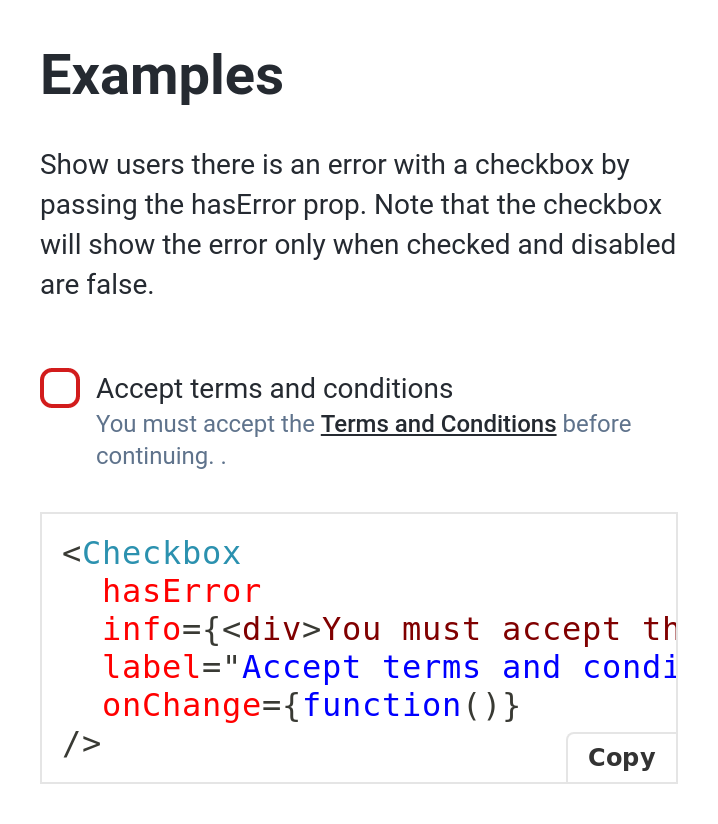 Examples
Show users there is an error with a checkbox by
passing the hasError prop. Note that the checkbox
will show the error only when checked and disabled
are false.
Accept terms and conditions
You must accept the Terms and Conditions before
continuing. .
<Checkbox
  hasError
  info={<div>You must accept th
  label="Accept terms and condi
  onChange={function()}
/>
Copy